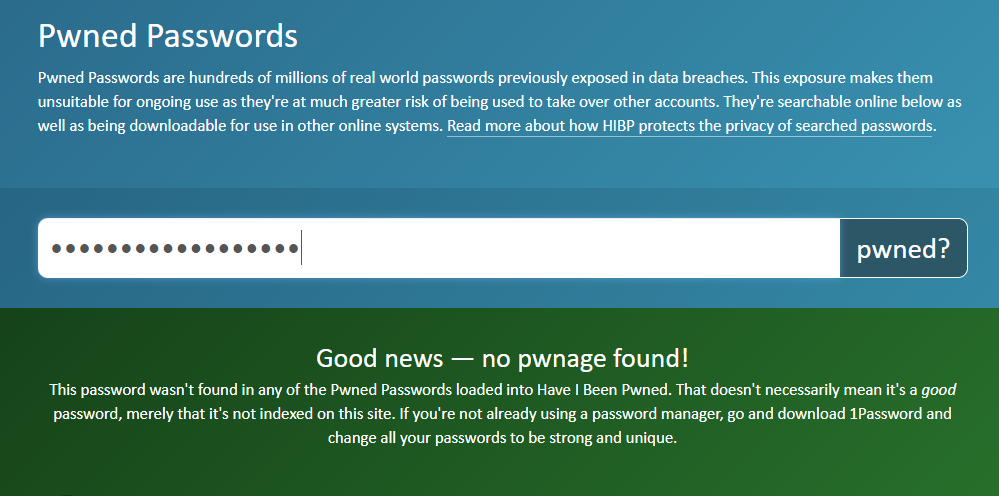 Pwned Passwords
Pwned Passwords are hundreds of millions of real world passwords previously exposed in data breaches. This exposure makes them
unsuitable for ongoing use as they're at much greater risk of being used to take over other accounts. They're searchable online below as
well as being downloadable for use in other online systems. Read more about how HIBP protects the privacy of searched passwords.
••••••••••••••••••
pwned?
Good news — no pwnage found!
This password wasn't found in any of the Pwned Passwords loaded into Have I Been Pwned. That doesn't necessarily mean it's a good
password, merely that it's not indexed on this site. If you're not already using a password manager, go and download 1Password and
change all your passwords to be strong and unique.